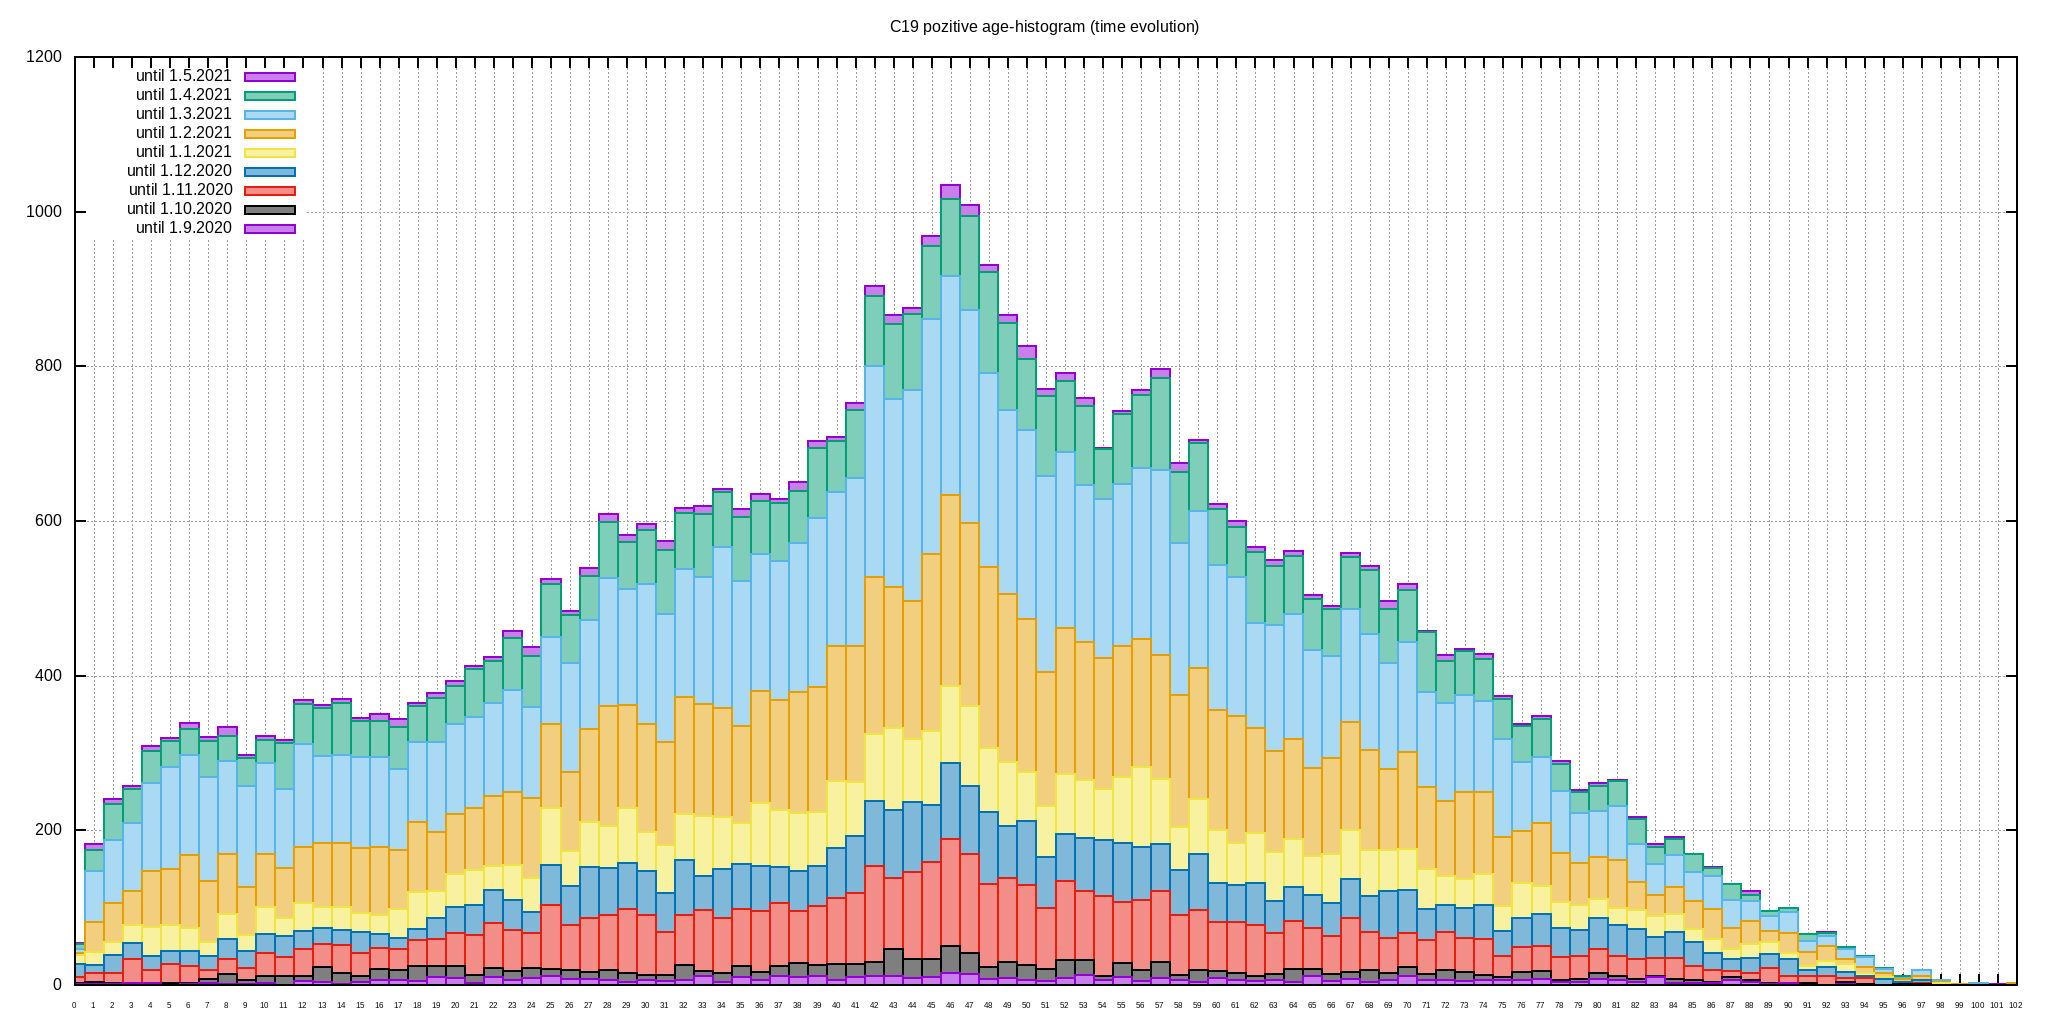 C19 pozitive age-histogram (time evolution)
1200
1000
800
600
400
200
0
until 1.5.2021
until 1.4.2021
until 1.3.2021
until 1.2.2021
until 1.1.2021
until 1.12.2020
until 1.11.2020
until 1.10.2020
until 1.9.2020
0 1 2 3 4 5 6 7 8 9 10 11 12 13 14 15 16 17 18 19 20 21 22 23 24 25 26 27 28 29 30 31 32 33 34 35 36 37 38 39 40 41 42 43 44 45 46 47 48 49 50 51 52 53 54 55 56 57 58 59 60 61 62 63 64 65 66 67 68 69 70 71 72 73 74 75 76 77 78 79 80 81 82 83 84 85 86 87 88 89 90 91 92 93 94 95 96 97 98 99 100 101 102